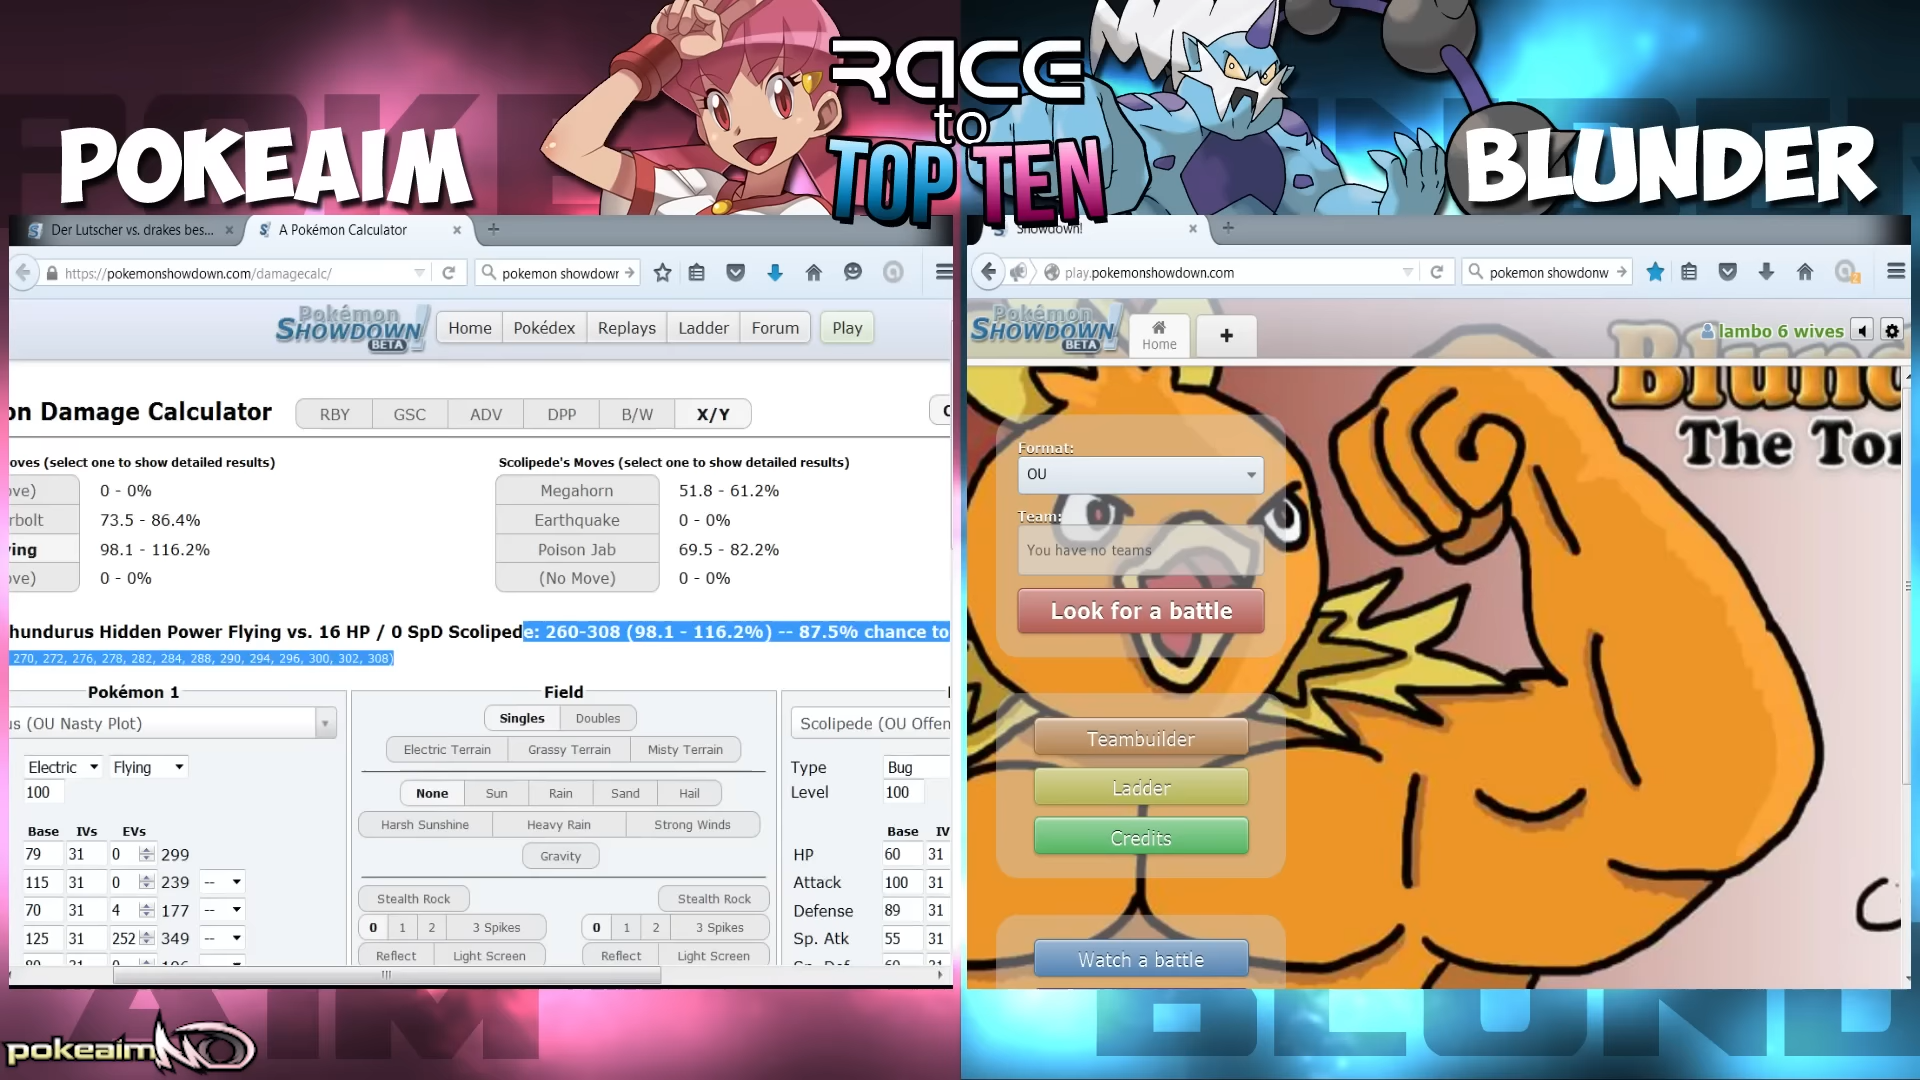 RACE
to
TOP TEN
POKEAIM
BLUNDER
Der Lutscher vs. drakes bes...
A Pokémon Calculator
https://pokemonshowdown.com/damagecalc/
pokemon showdowr
Pokémon
SHOWDOWN!
BETA
Home
Pokédex
Replays
Ladder
Forum
Play
on Damage Calculator
RBY
GSC
ADV
DPP
B/W
X/Y
oves (select one to show detailed results)
ve) 0 - 0%
rbolt 73.5 - 86.4%
ying 98.1 - 116.2%
ve) 0 - 0%
Scolipede's Moves (select one to show detailed results)
Megahorn 51.8 - 61.2%
Earthquake 0 - 0%
Poison Jab 69.5 - 82.2%
(No Move) 0 - 0%
hundurus Hidden Power Flying vs. 16 HP / 0 SpD Scolipede: 260-308 (98.1 - 116.2%) -- 87.5% chance to
270, 272, 276, 278, 282, 284, 288, 290, 294, 296, 300, 302, 308)
Pokémon 1
us (OU Nasty Plot)
Electric Flying
100
Base IVs EVs
79 31 0 299
115 31 0 239 --
70 31 4 177 --
125 31 252 349 --
Field
Singles Doubles
Electric Terrain Grassy Terrain Misty Terrain
None Sun Rain Sand Hail
Harsh Sunshine Heavy Rain Strong Winds
Gravity
Stealth Rock Stealth Rock
0 1 2 3 Spikes 0 1 2 3 Spikes
Reflect Light Screen Reflect Light Screen
Scolipede (OU Offen
Type Bug
Level 100
Base IV
HP 60 31
Attack 100 31
Defense 89 31
Sp. Atk 55 31
Showdown!
play.pokemonshowdown.com
pokemon showdonw
2
Pokémon
SHOWDOWN!
BETA
Home
+
lambo 6 wives
Blund
The Tor
Format:
OU
Team:
You have no teams
Look for a battle
Teambuilder
Ladder
Credits
Watch a battle
pokeaimMD